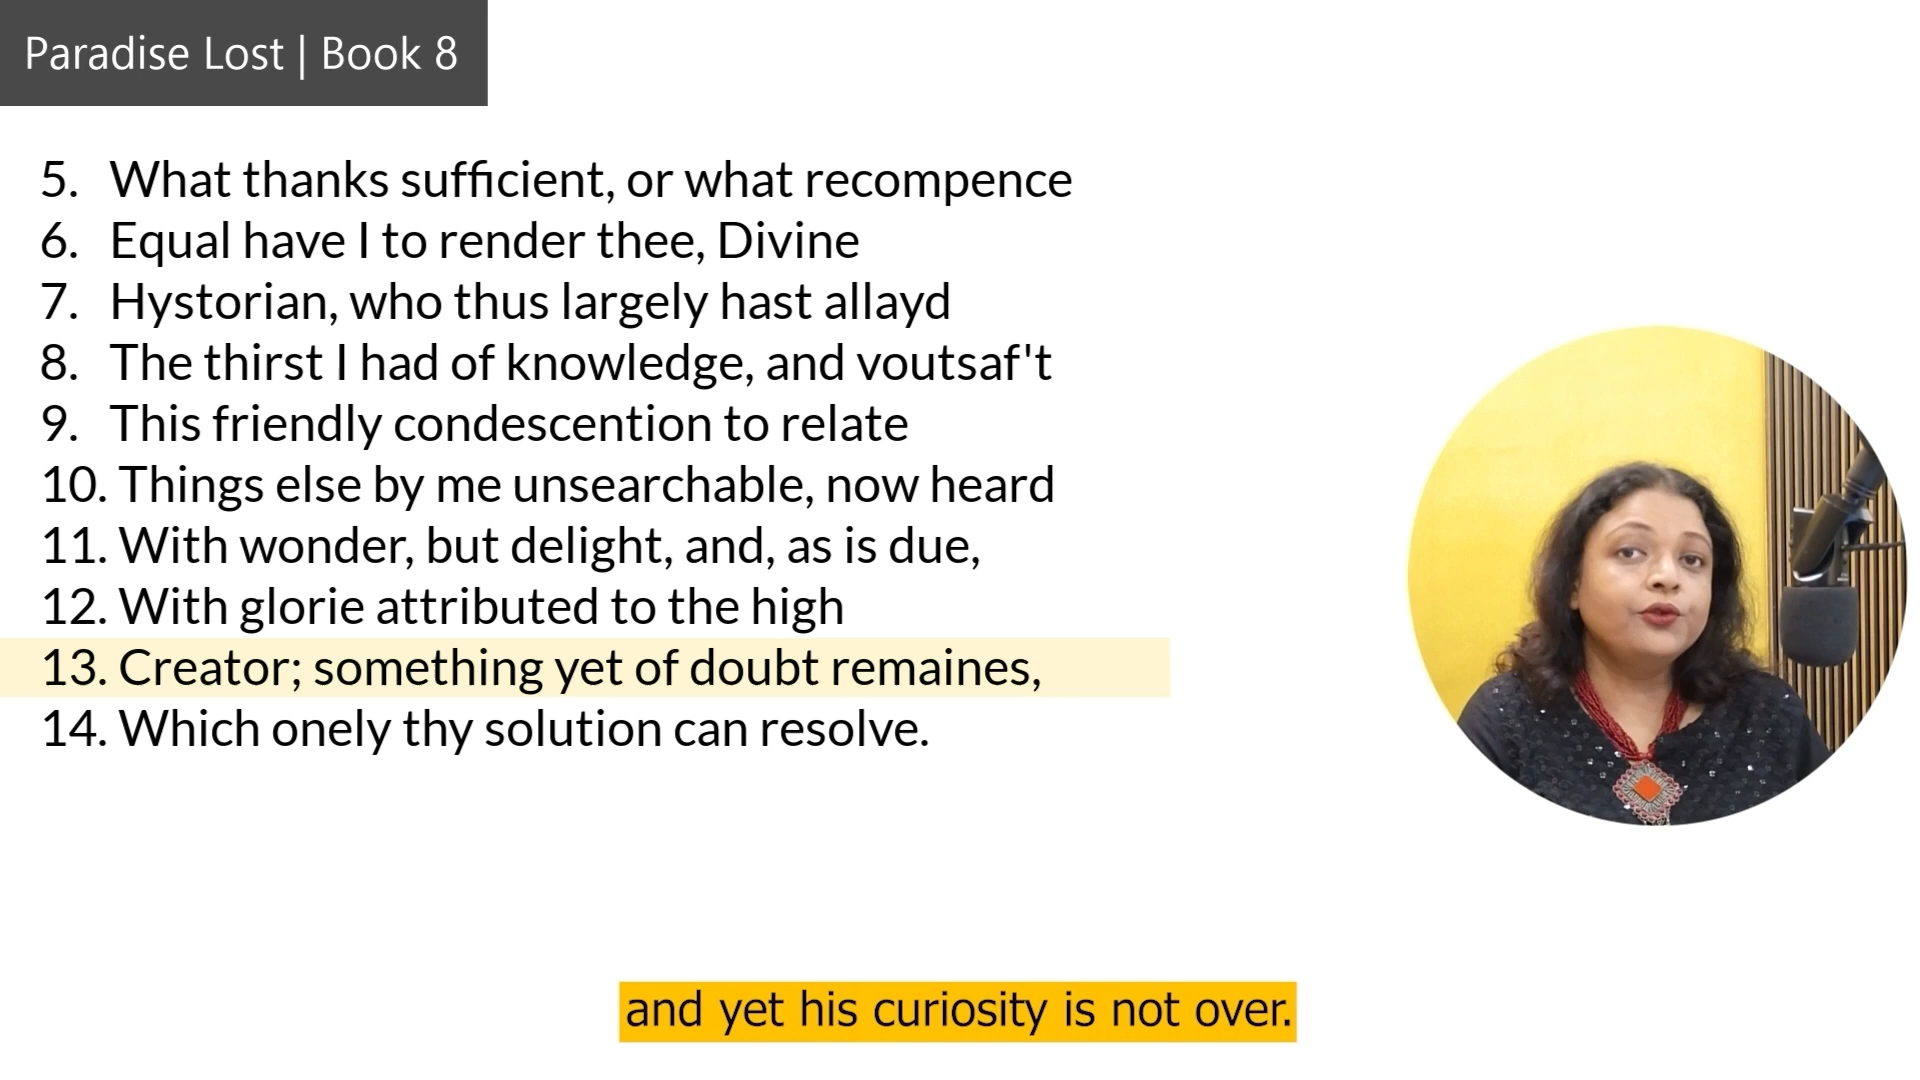 Paradise Lost | Book 8
5. What thanks sufficient, or what recompence
6. Equal have I to render thee, Divine
7. Hystorian, who thus largely hast allayd
8. The thirst I had of knowledge, and voutsaf't
9. This friendly condescention to relate
10. Things else by me unsearchable, now heard
11. With wonder, but delight, and, as is due,
12. With glorie attributed to the high
13. Creator; something yet of doubt remaines,
14. Which onely thy solution can resolve.
and yet his curiosity is not over.